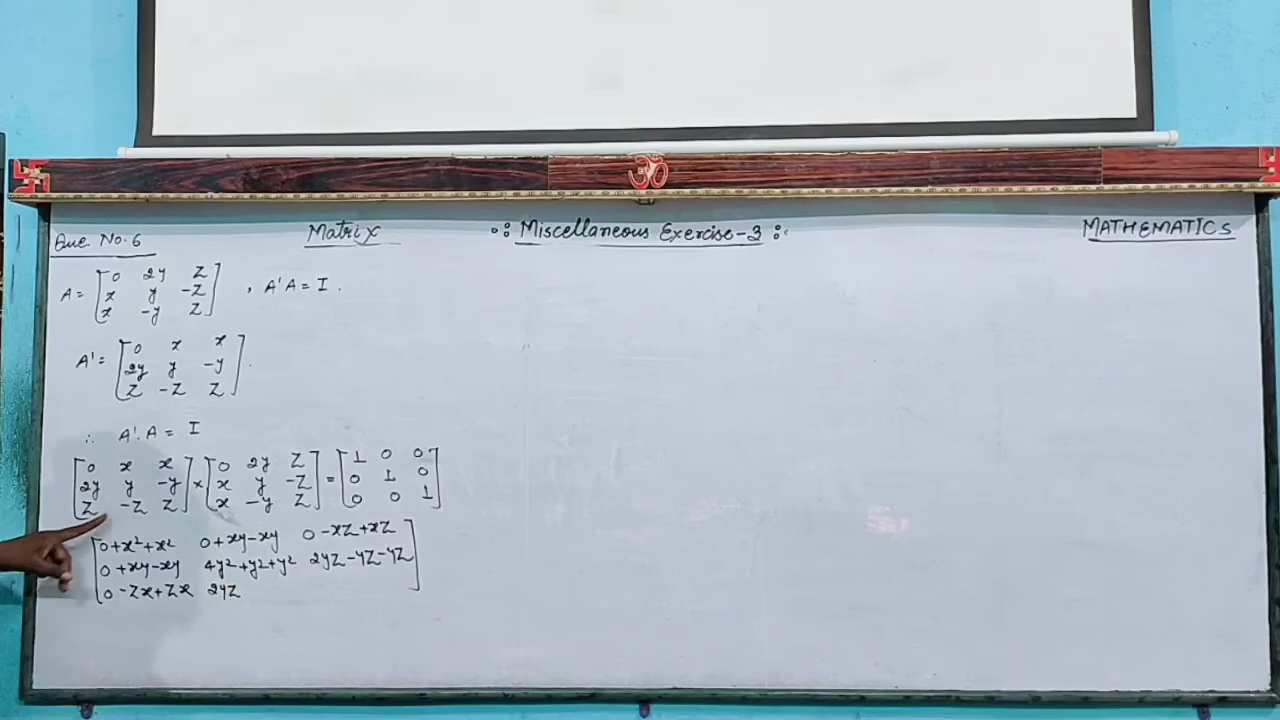 Que No. 6 Matrix Miscellaneous Exercise-3 MATHEMATICS
A = [0 2y z
x y -z
x -y z] , A'A = I.
A' = [0 x x
2y y -y
z -z z].
∴ A'.A = I
[0 x x
2y y -y
z -z z] × [0 2y z
x y -z
x -y z] = [1 0 0
0 1 0
0 0 1]
[0+x²+x² 0+xy-xy 0-xz+xz
0+xy-xy 4y²+y²+y² 2yz-yz-yz
0-zx+zx 2yz]